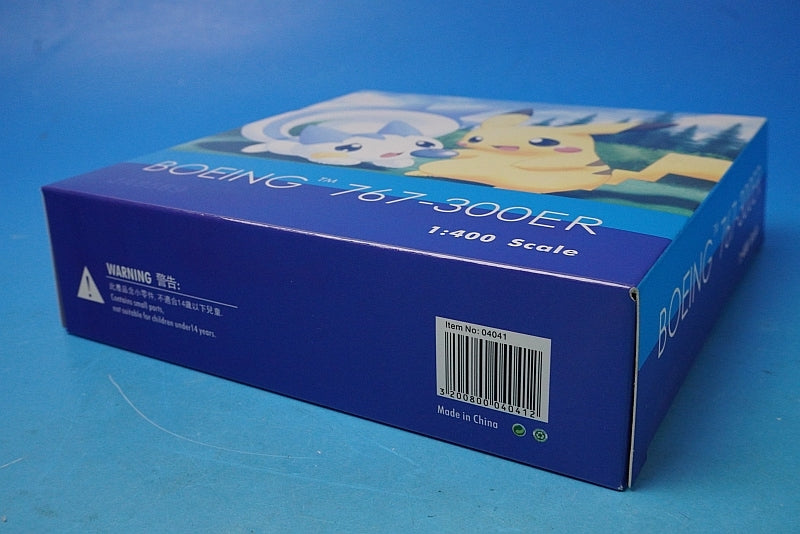 BOEING ™ 767-300ER
1:400 Scale
WARNING 警告:
此產品含小零件,不適合14歲以下兒童
Contains small parts,
not suitable for children under14 years.
Item No: 04041
3 200800 040412
Made in China
BOEING 767-300ER